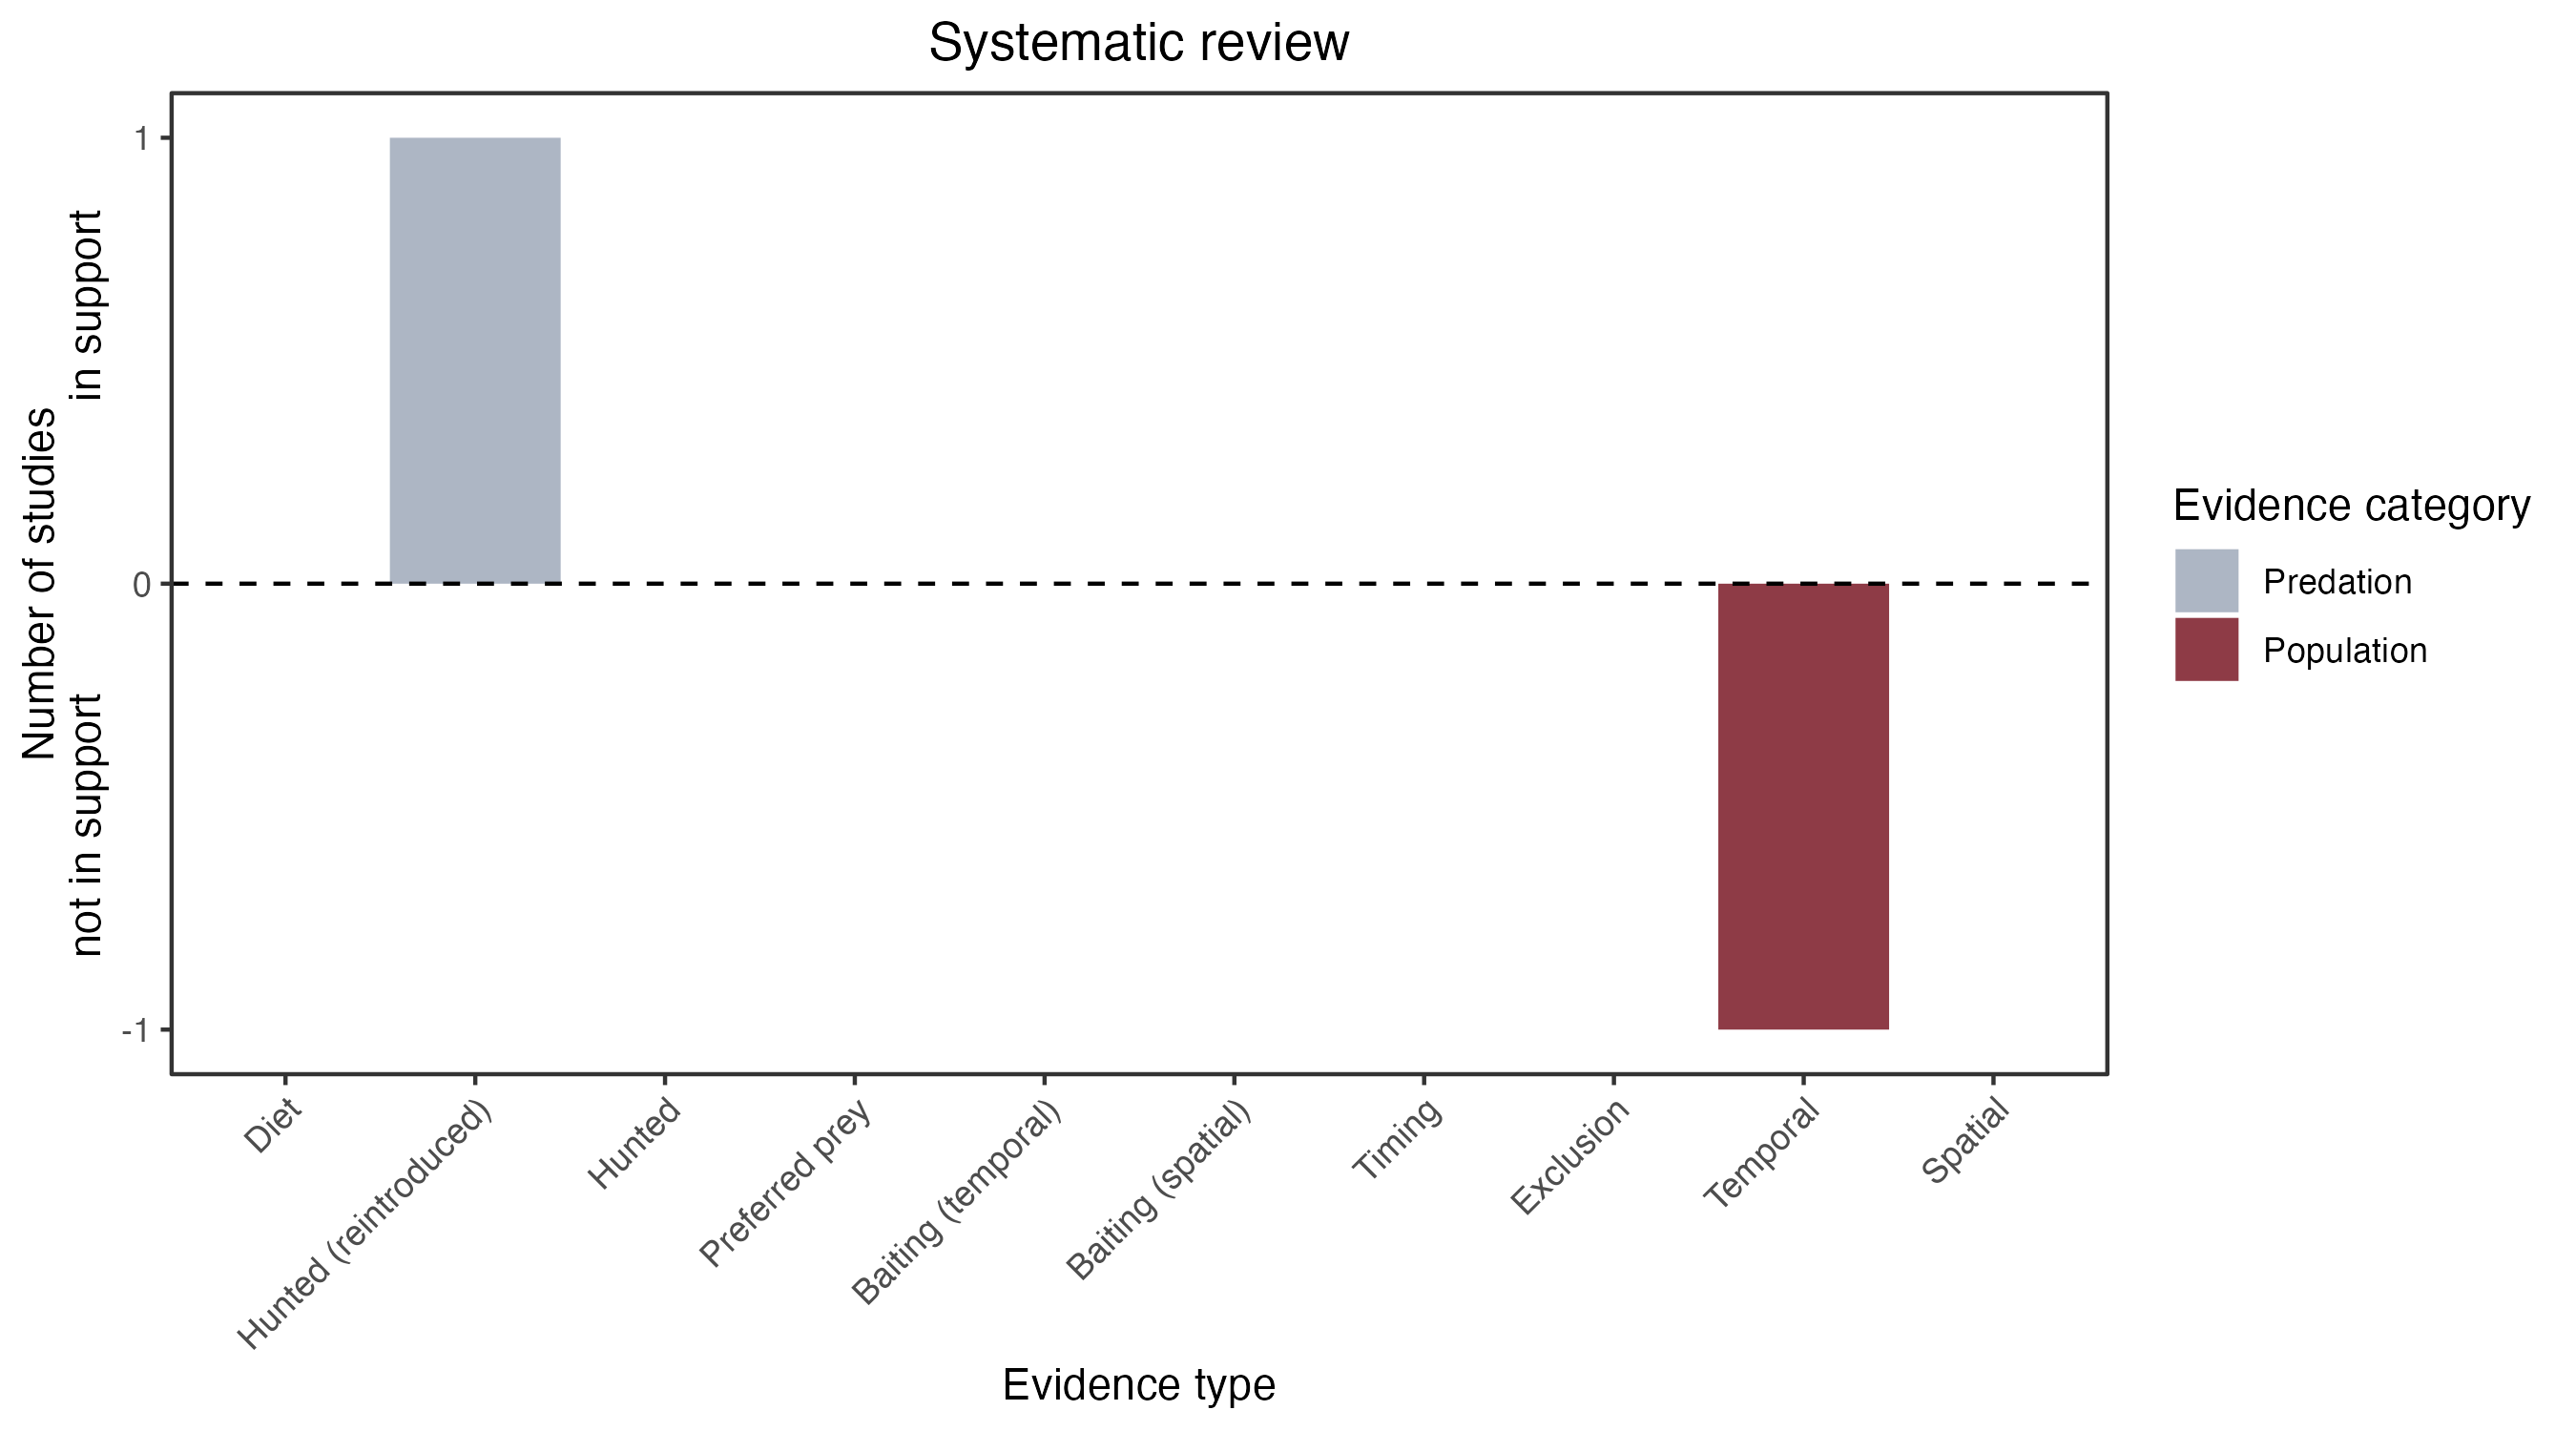 Systematic review
Number of studies
in support
not in support
1
0
-1
Diet
Hunted (reintroduced)
Hunted
Preferred prey
Baiting (temporal)
Baiting (spatial)
Timing
Exclusion
Temporal
Spatial
Evidence type
Evidence category
Predation
Population